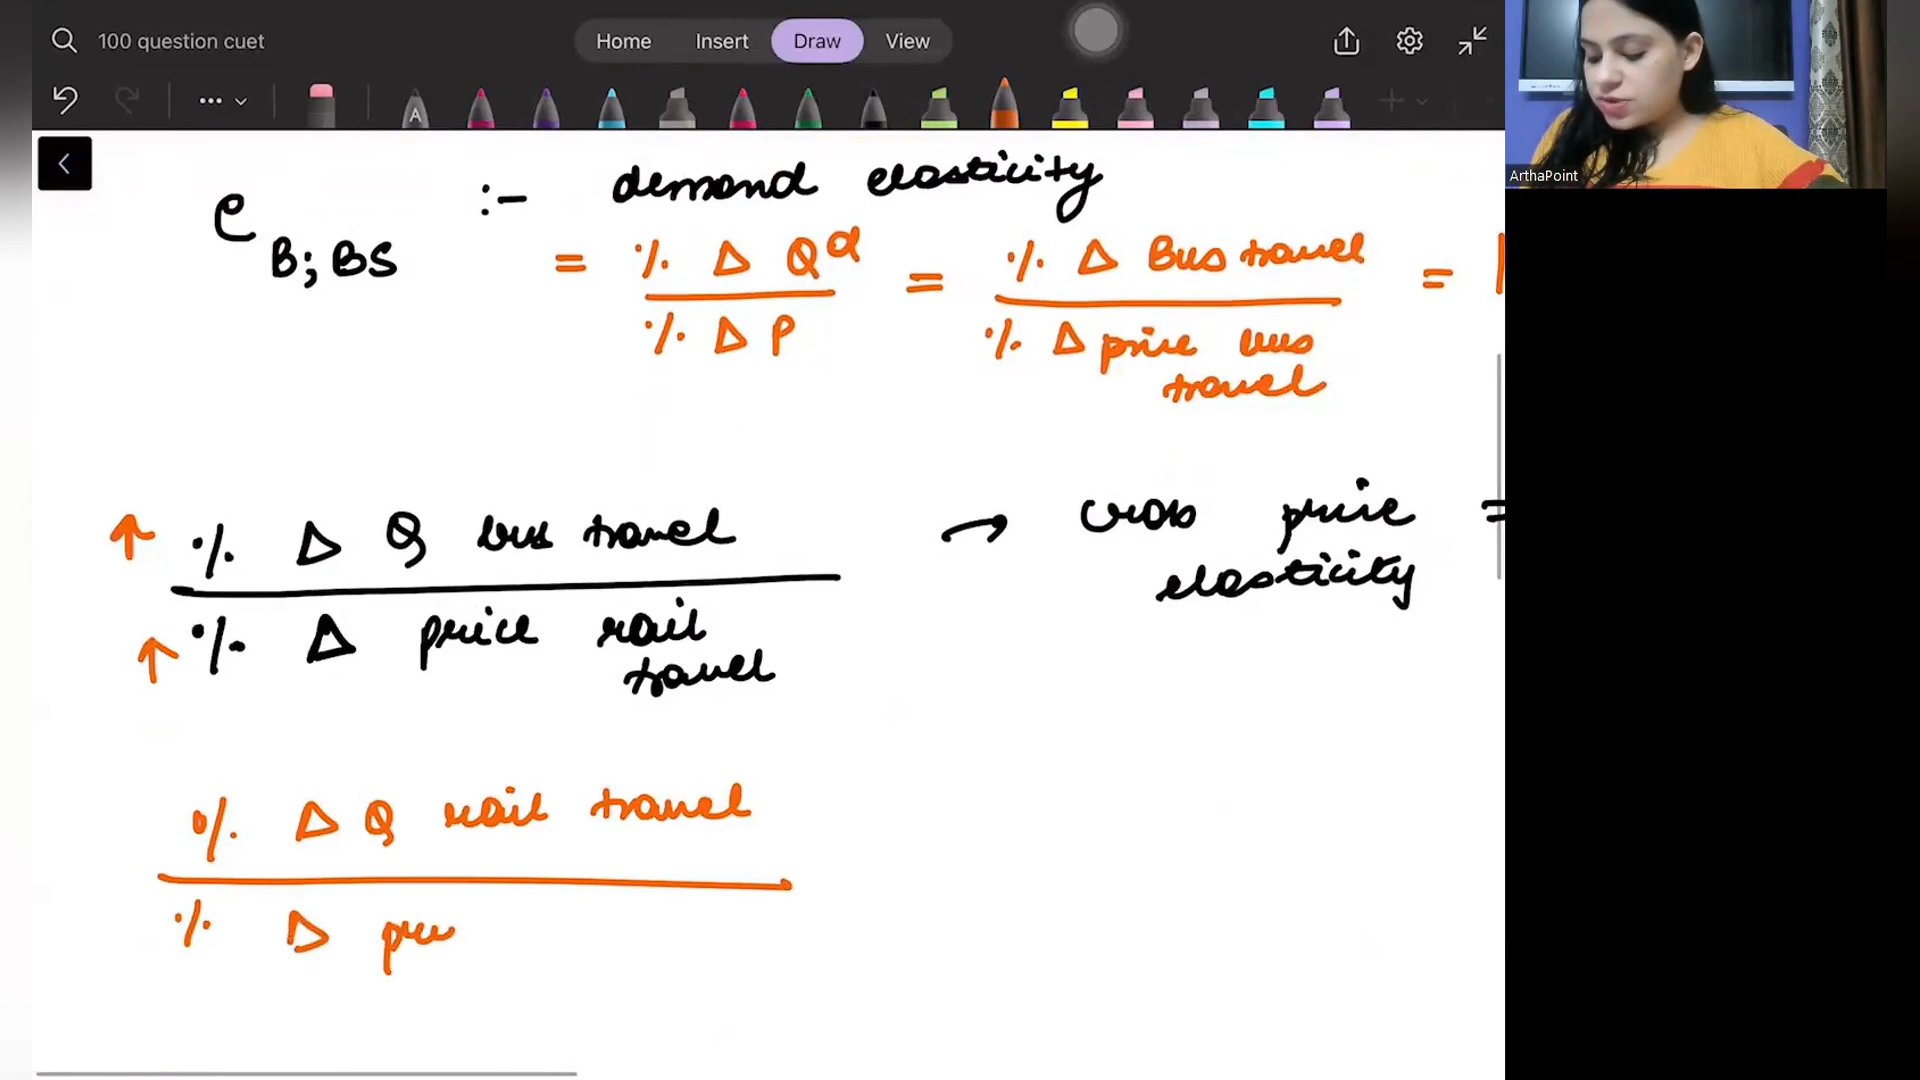 100 question cuet
Home Insert Draw View
A
ArthaPoint
e B; BS :- demand elasticity
= % Δ Qd / % Δ P = % Δ Bus travel / % Δ price bus travel =
↑ % Δ Q bus travel → cross price =
elasticity
↑ % Δ price rail
travel
% Δ Q rail travel
% Δ